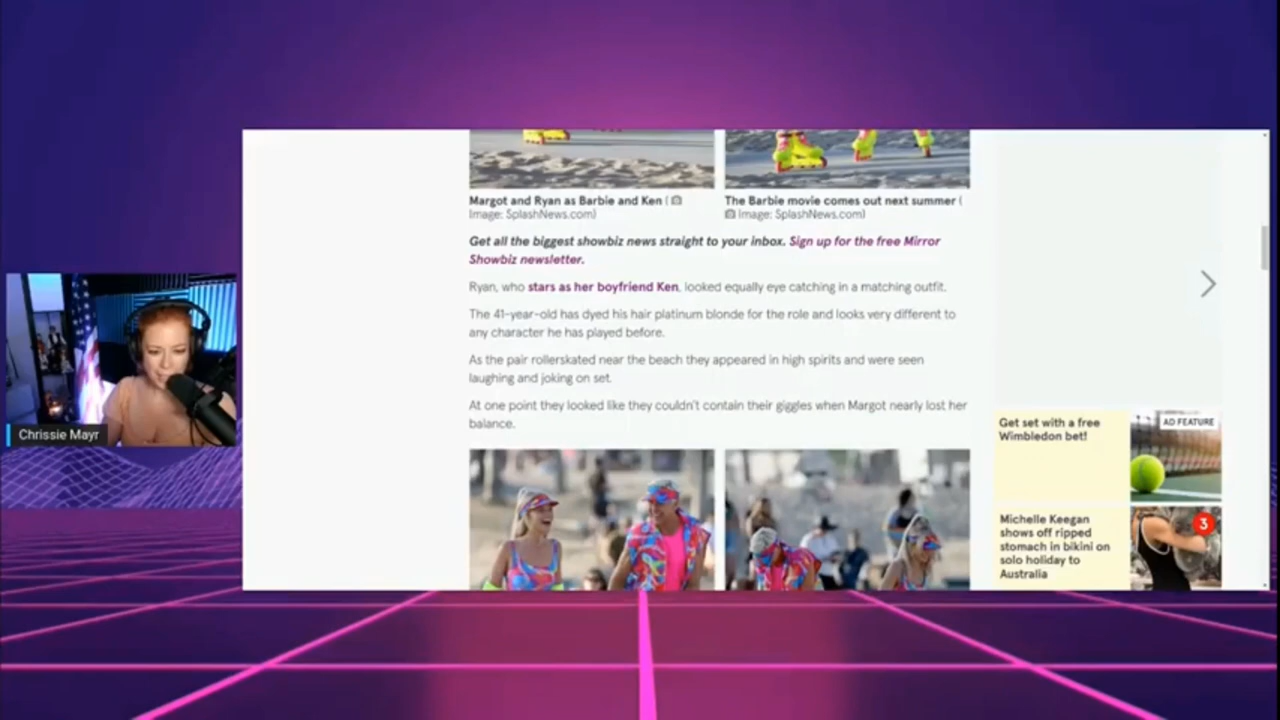 Margot and Ryan as Barbie and Ken (
Image: SplashNews.com)
The Barbie movie comes out next summer (
Image: SplashNews.com)
Get all the biggest showbiz news straight to your inbox. Sign up for the free Mirror
Showbiz newsletter.
Ryan, who stars as her boyfriend Ken, looked equally eye catching in a matching outfit.
The 41-year-old has dyed his hair platinum blonde for the role and looks very different to
any character he has played before.
As the pair rollerskated near the beach they appeared in high spirits and were seen
laughing and joking on set.
At one point they looked like they couldn't contain their giggles when Margot nearly lost her
balance.
Get set with a free
Wimbledon bet!
AD FEATURE
Michelle Keegan
shows off ripped
stomach in bikini on
solo holiday to
Australia
3
Chrissie Mayr